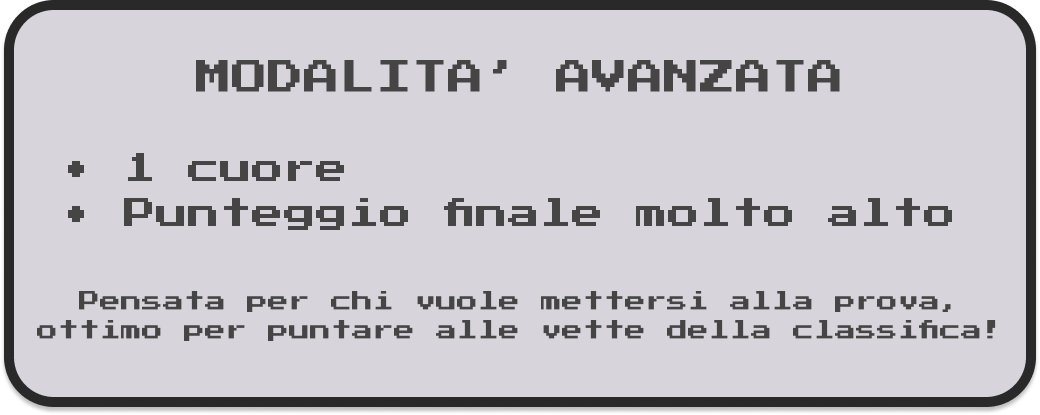 MODALITA' AVANZATA
• 1 cuore
• Punteggio finale molto alto
Pensata per chi vuole mettersi alla prova,
ottimo per puntare alle vette della classifica!